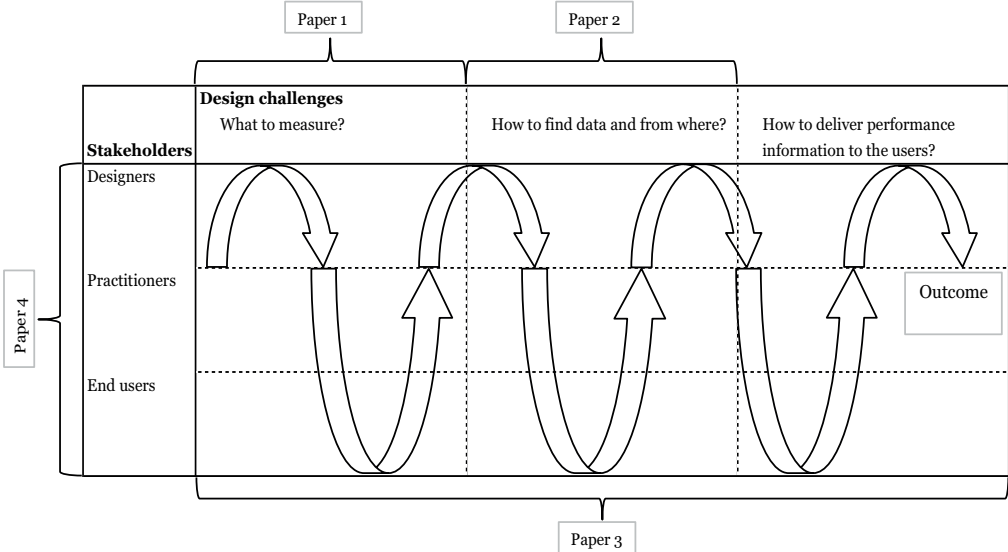 Paper 1
Paper 2
Design challenges
What to measure?
How to find data and from where?
How to deliver performance
information to the users?
Stakeholders
Designers
Practitioners
Outcome
Paper 4
End users
Paper 3